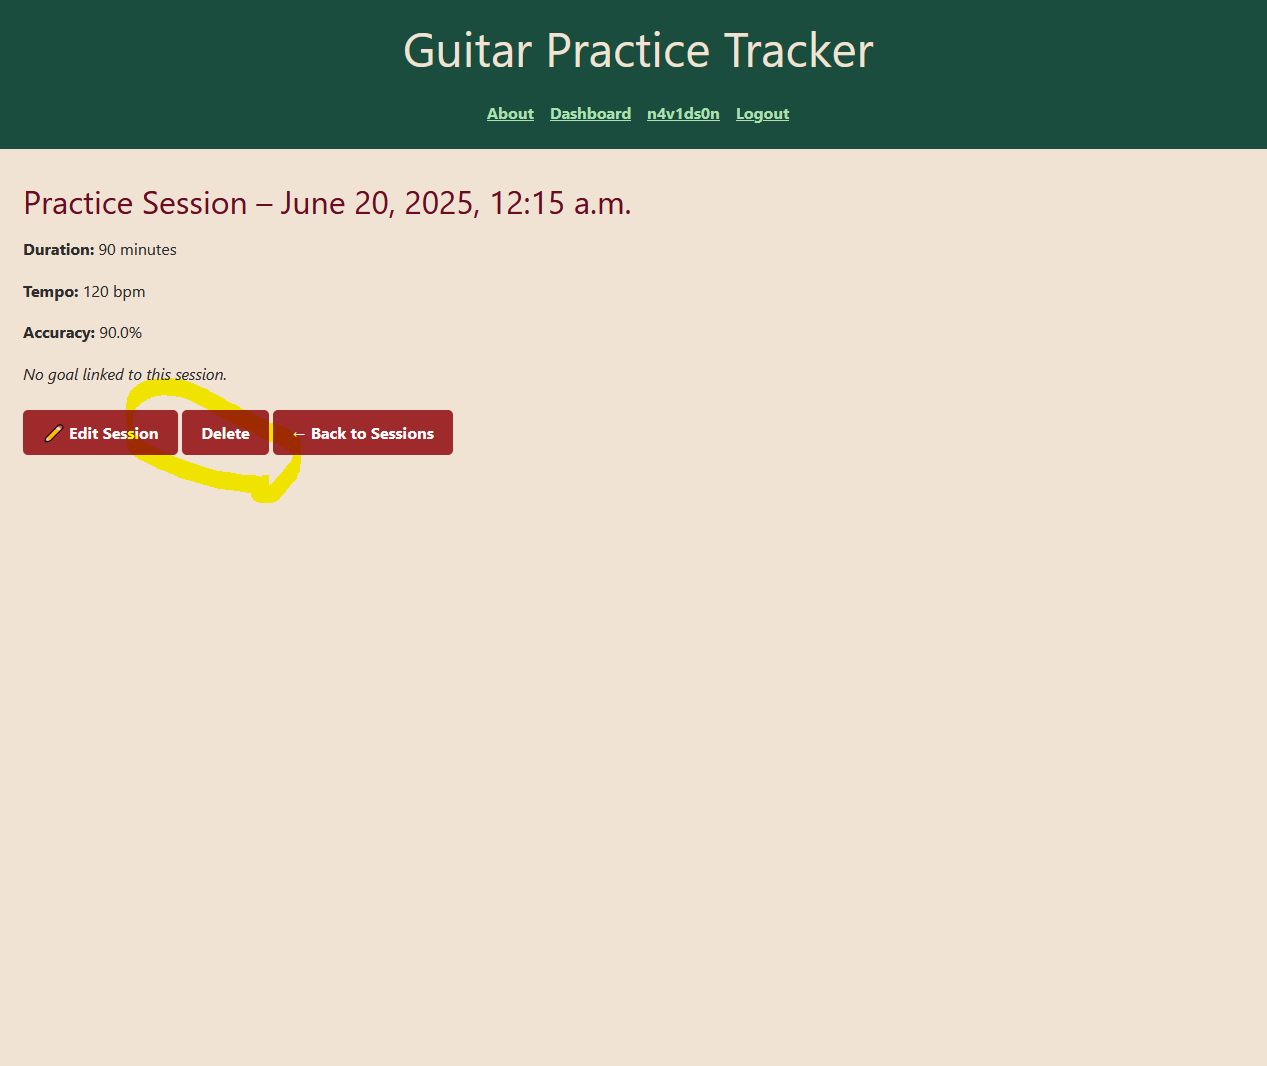 Guitar Practice Tracker
About Dashboard n4v1ds0n Logout
Practice Session – June 20, 2025, 12:15 a.m.
Duration: 90 minutes
Tempo: 120 bpm
Accuracy: 90.0%
No goal linked to this session.
✏️ Edit Session Delete ← Back to Sessions